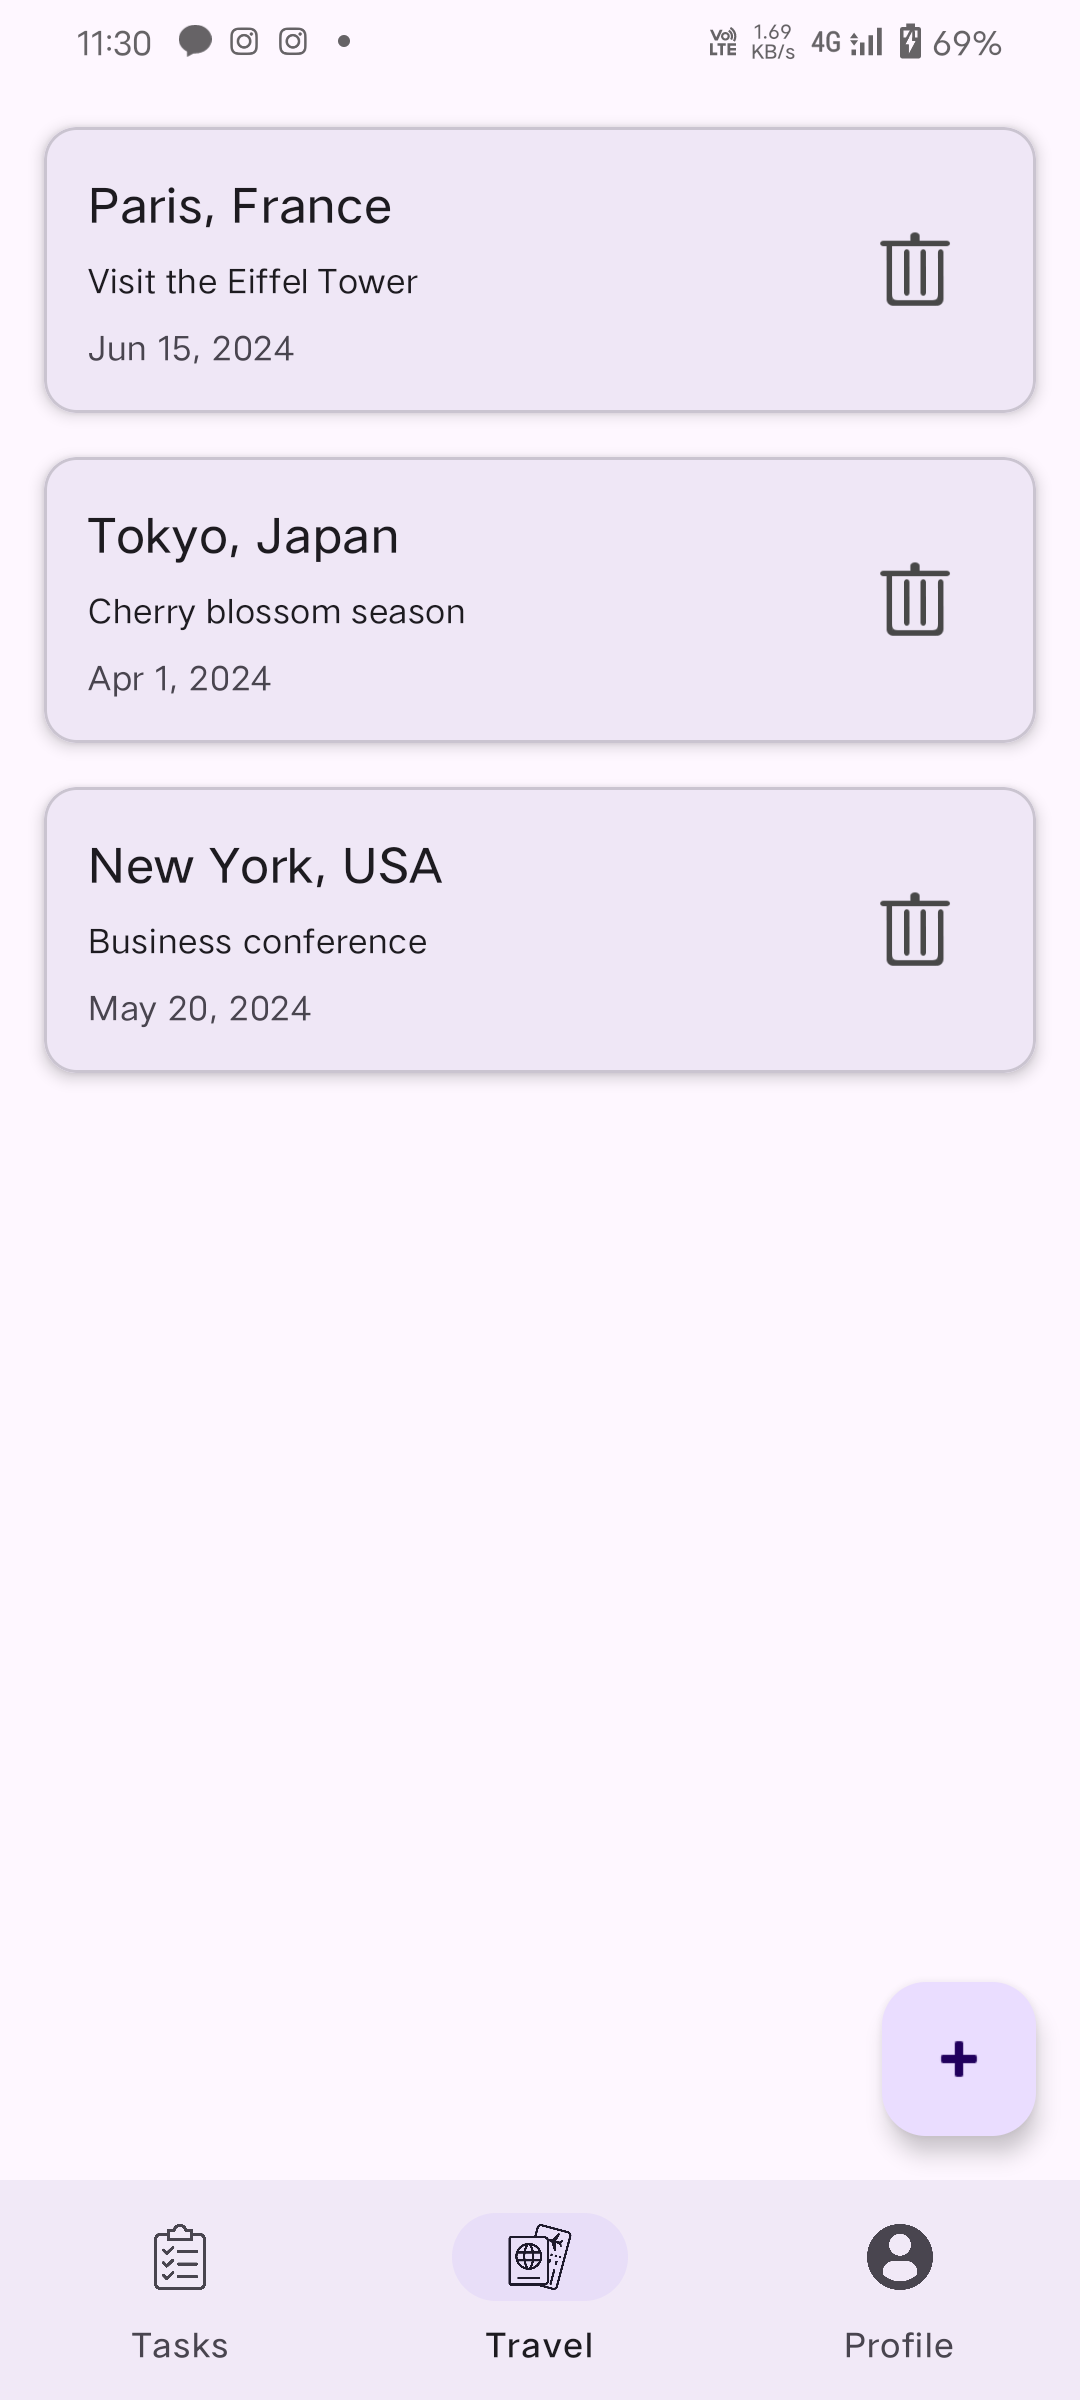 11:30
Vo) LTE 1.69 KB/s 4G 69%
Paris, France
Visit the Eiffel Tower
Jun 15, 2024
Tokyo, Japan
Cherry blossom season
Apr 1, 2024
New York, USA
Business conference
May 20, 2024
+
Tasks Travel Profile